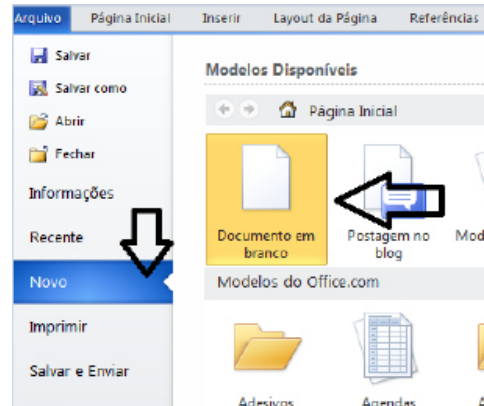 Arquivo Página Inicial Inserir Layout da Página Referências
Salvar
Salvar como
Abrir
Fechar
Informações
Recente
Novo
Imprimir
Salvar e Enviar
Modelos Disponíveis
Página Inicial
Documento em
branco
Postagem no
blog
Mod
Modelos do Office.com
Adesivos
Agendas
A